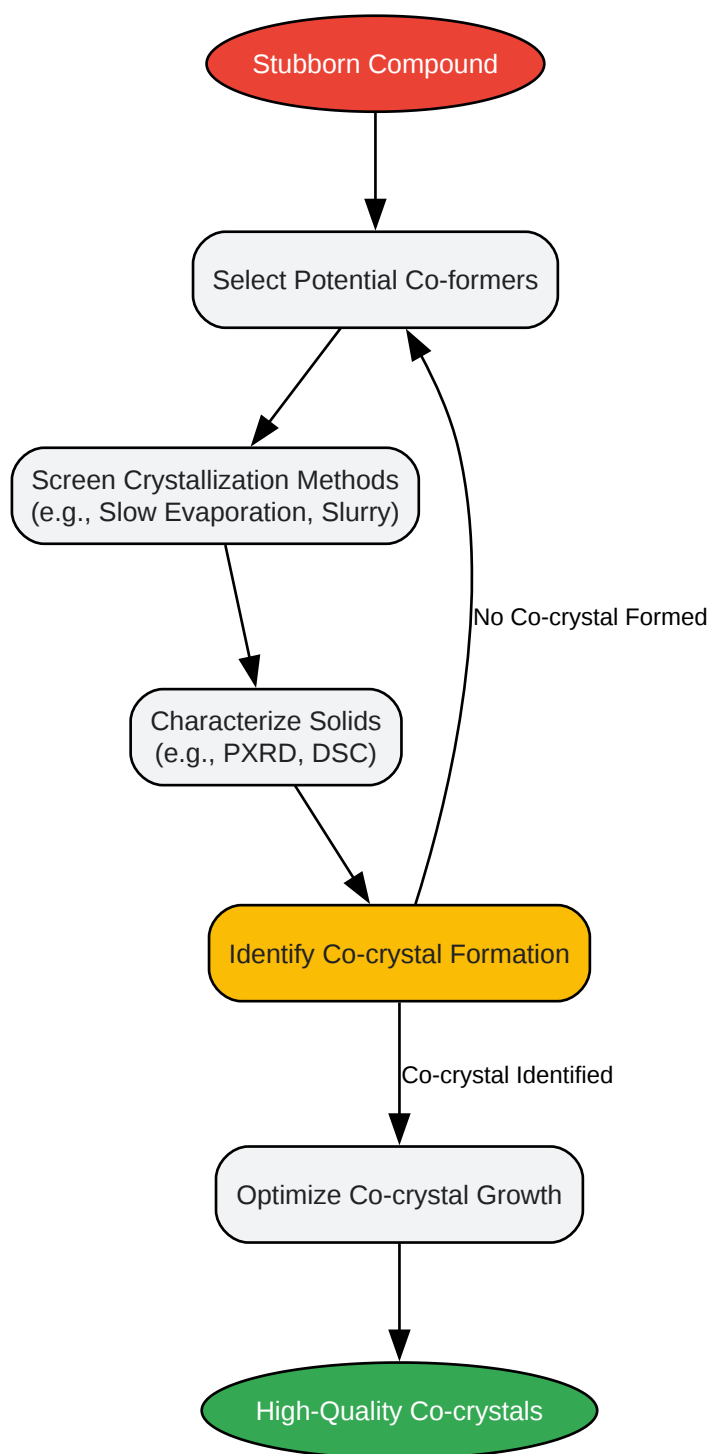 Stubborn Compound
Select Potential Co-formers
Screen Crystallization Methods
(e.g., Slow Evaporation, Slurry)
No Co-crystal Formed
Characterize Solids
(e.g., PXRD, DSC)
Identify Co-crystal Formation
Co-crystal Identified
Optimize Co-crystal Growth
High-Quality Co-crystals